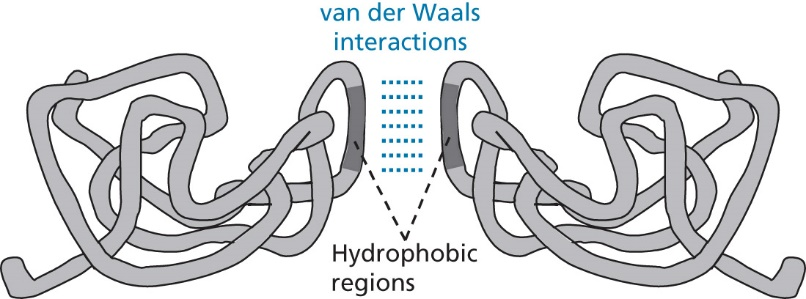 van der Waals
interactions
Hydrophobic
regions